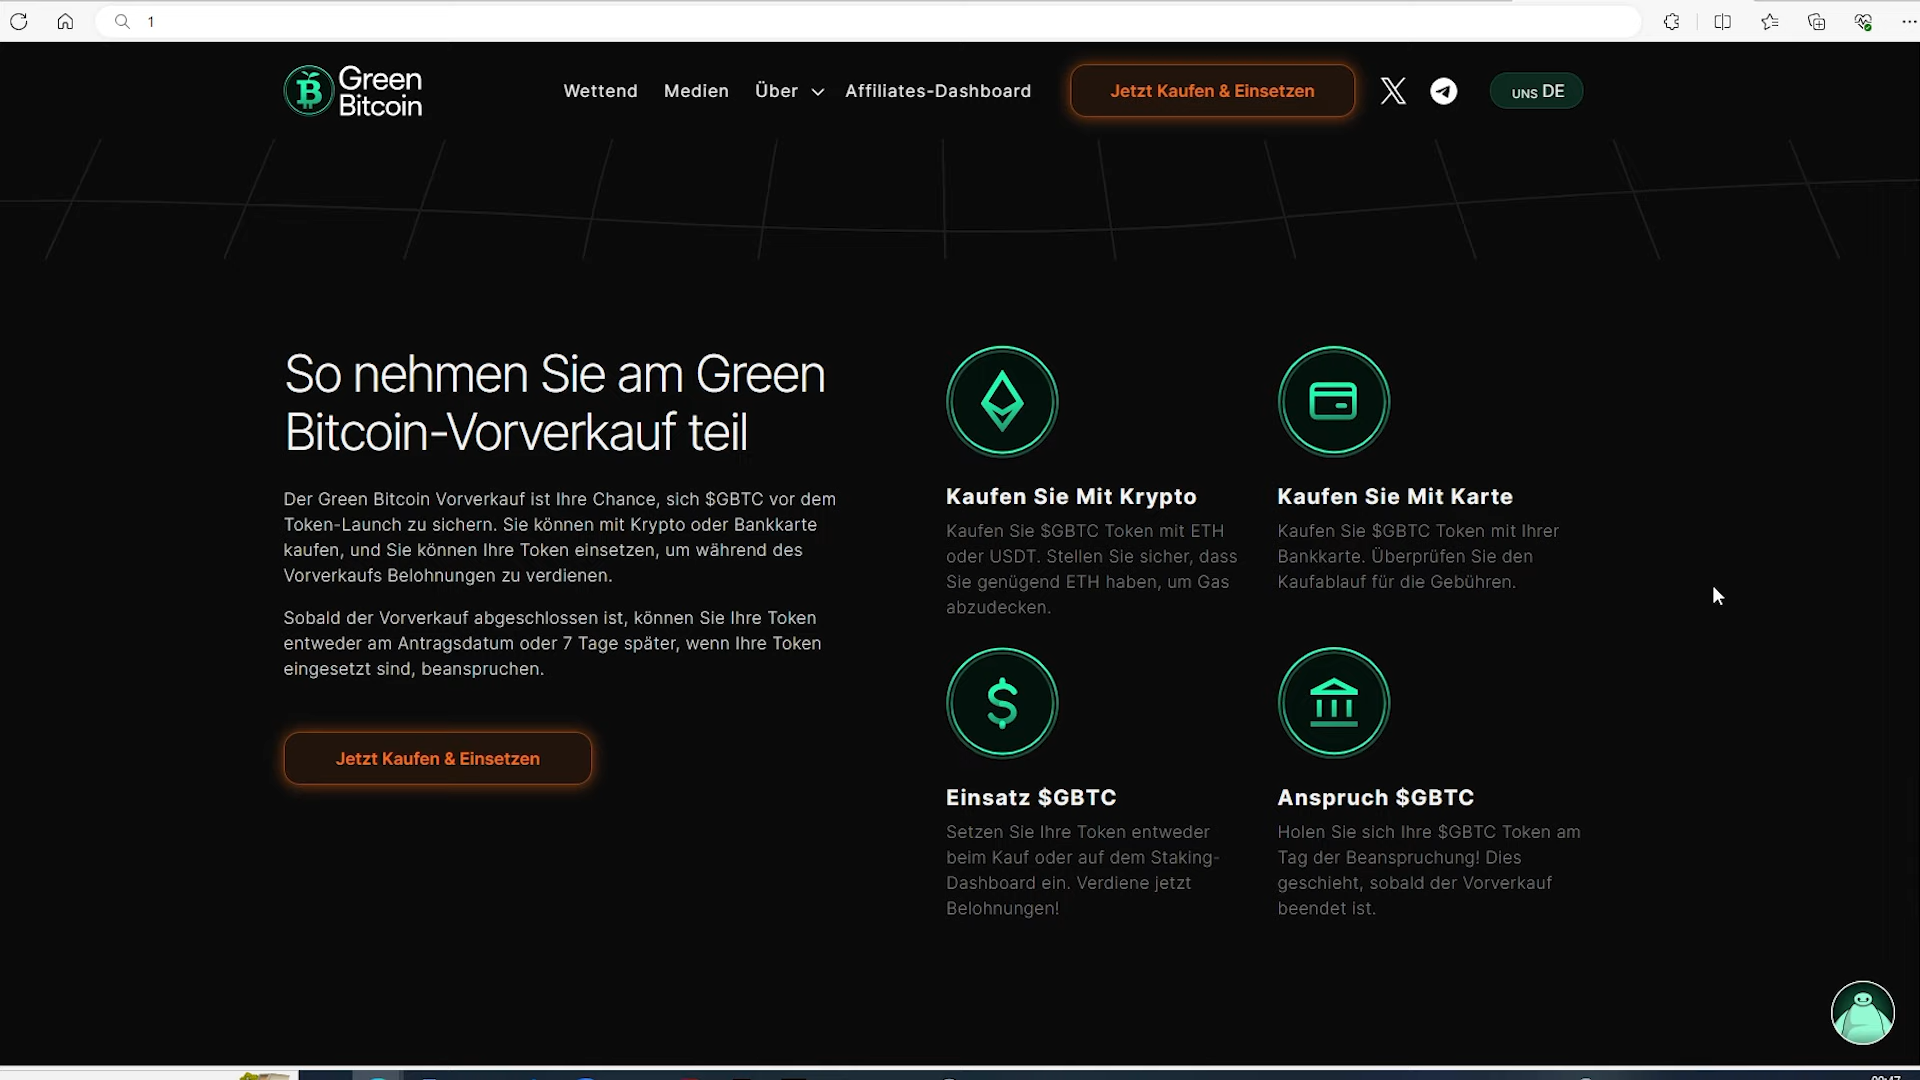 1
Green
Bitcoin
Wettend
Medien
Über
Affiliates-Dashboard
Jetzt Kaufen & Einsetzen
UNS DE
So nehmen Sie am Green
Bitcoin-Vorverkauf teil
Der Green Bitcoin Vorverkauf ist Ihre Chance, sich $GBTC vor dem
Token-Launch zu sichern. Sie können mit Krypto oder Bankkarte
kaufen, und Sie können Ihre Token einsetzen, um während des
Vorverkaufs Belohnungen zu verdienen.
Sobald der Vorverkauf abgeschlossen ist, können Sie Ihre Token
entweder am Antragsdatum oder 7 Tage später, wenn Ihre Token
eingesetzt sind, beanspruchen.
Jetzt Kaufen & Einsetzen
Kaufen Sie Mit Krypto
Kaufen Sie $GBTC Token mit ETH
oder USDT. Stellen Sie sicher, dass
Sie genügend ETH haben, um Gas
abzudecken.
Kaufen Sie Mit Karte
Kaufen Sie $GBTC Token mit Ihrer
Bankkarte. Überprüfen Sie den
Kaufablauf für die Gebühren.
Einsatz $GBTC
Setzen Sie Ihre Token entweder
beim Kauf oder auf dem Staking-
Dashboard ein. Verdiene jetzt
Belohnungen!
Anspruch $GBTC
Holen Sie sich Ihre $GBTC Token am
Tag der Beanspruchung! Dies
geschieht, sobald der Vorverkauf
beendet ist.